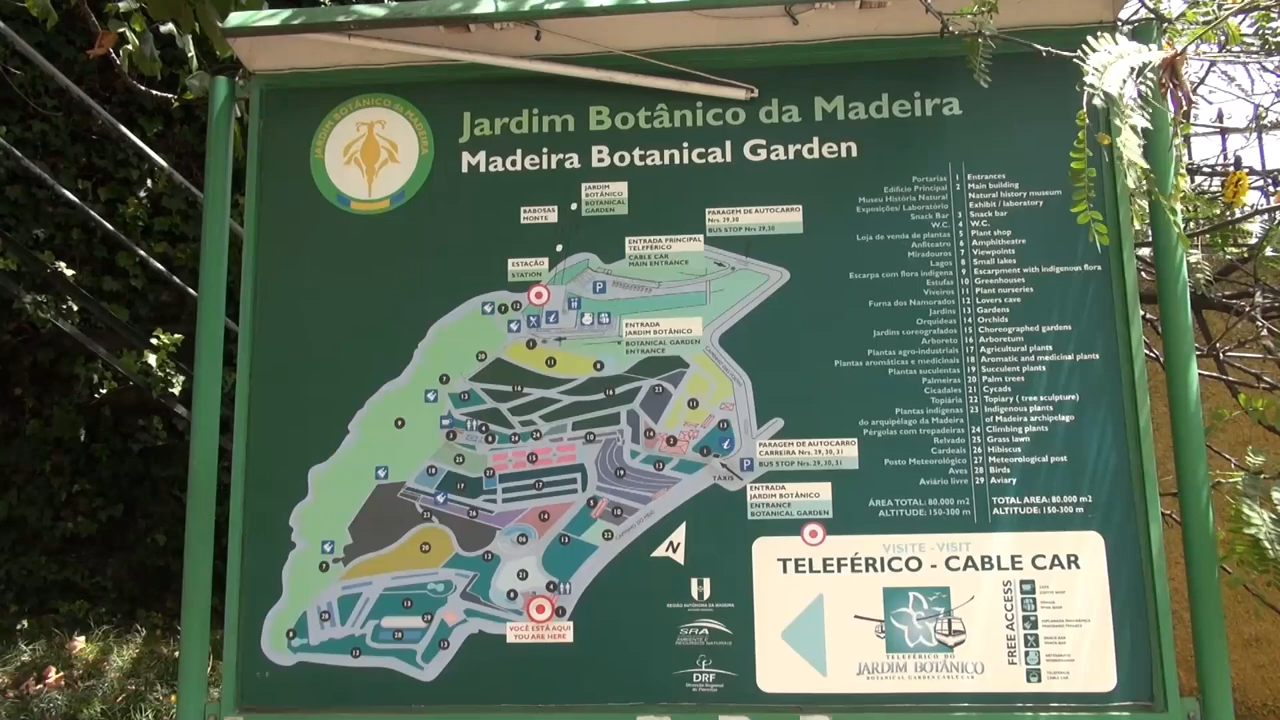 JARDIM BOTÂNICO da MADEIRA
Jardim Botânico da Madeira
Madeira Botanical Garden
JARDIM
BOTÂNICO
BOTANICAL
GARDEN
BABOSAS
MONTE
PARAGEM DE AUTOCARRO
Nrs. 29,30
BUS STOP Nrs 29,30
ENTRADA PRINCIPAL
TELEFÉRICO
CABLE CAR
MAIN ENTRANCE
ESTAÇÃO
STATION
ENTRADA
JARDIM BOTÂNICO
BOTANICAL GARDEN
ENTRANCE
PARAGEM DE AUTOCARRO
CARREIRA Nrs. 29, 30, 31
BUS STOP Nrs. 29, 30, 31
TÁXIS
ENTRADA
JARDIM BOTÂNICO
ENTRANCE
BOTANICAL GARDEN
VOCÊ ESTÁ AQUI
YOU ARE HERE
N
Portarias 1 Entrances
Edifício Principal 2 Main building
Museu História Natural Natural history museum
Exposições/ Laboratório Exhibit / laboratory
Snack Bar 3 Snack bar
W.C. 4 W.C.
Loja de venda de plantas 5 Plant shop
Anfiteatro 6 Amphitheatre
Miradouros 7 Viewpoints
Lagos 8 Small lakes
Escarpa com flora indígena 9 Escarpment with indigenous flora
Estufas 10 Greenhouses
Viveiros 11 Plant nurseries
Furna dos Namorados 12 Lovers cave
Jardins 13 Gardens
Orquídeas 14 Orchids
Jardins coreografados 15 Choreographed gardens
Arboreto 16 Arboretum
Plantas agro-industriais 17 Agricultural plants
Plantas aromáticas e medicinais 18 Aromatic and medicinal plants
Plantas suculentas 19 Succulent plants
Palmeiras 20 Palm trees
Cicadales 21 Cycads
Topiária 22 Topiary ( tree sculpture)
Plantas indígenas 23 Indigenous plants
do arquipélago da Madeira of Madeira archipelago
Pérgolas com trepadeiras 24 Climbing plants
Relvado 25 Grass lawn
Cardeais 26 Hibiscus
Posto Meteorológico 27 Meteorological post
Aves 28 Birds
Aviário livre 29 Aviary
ÁREA TOTAL: 80.000 m2 TOTAL AREA: 80.000 m2
ALTITUDE: 150-300 m ALTITUDE: 150-300 m
REGIÃO AUTÓNOMA DA MADEIRA
SRA
AMBIENTE E
RECURSOS NATURAIS
DRF
Direcção Regional
de Florestas
VISITE - VISIT
TELEFÉRICO - CABLE CAR
TELEFÉRICO DO
JARDIM BOTÂNICO
BOTANICAL GARDEN CABLE CAR
FREE ACCESS